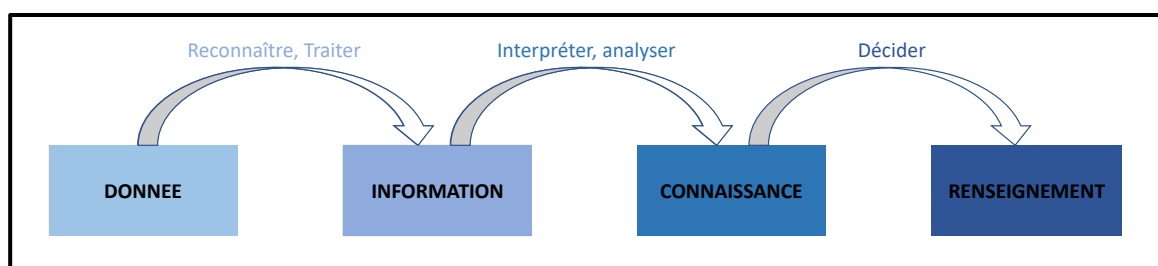 Reconnaître, Traiter
Interpréter, analyser
Décider
DONNEE
INFORMATION
CONNAISSANCE
RENSEIGNEMENT